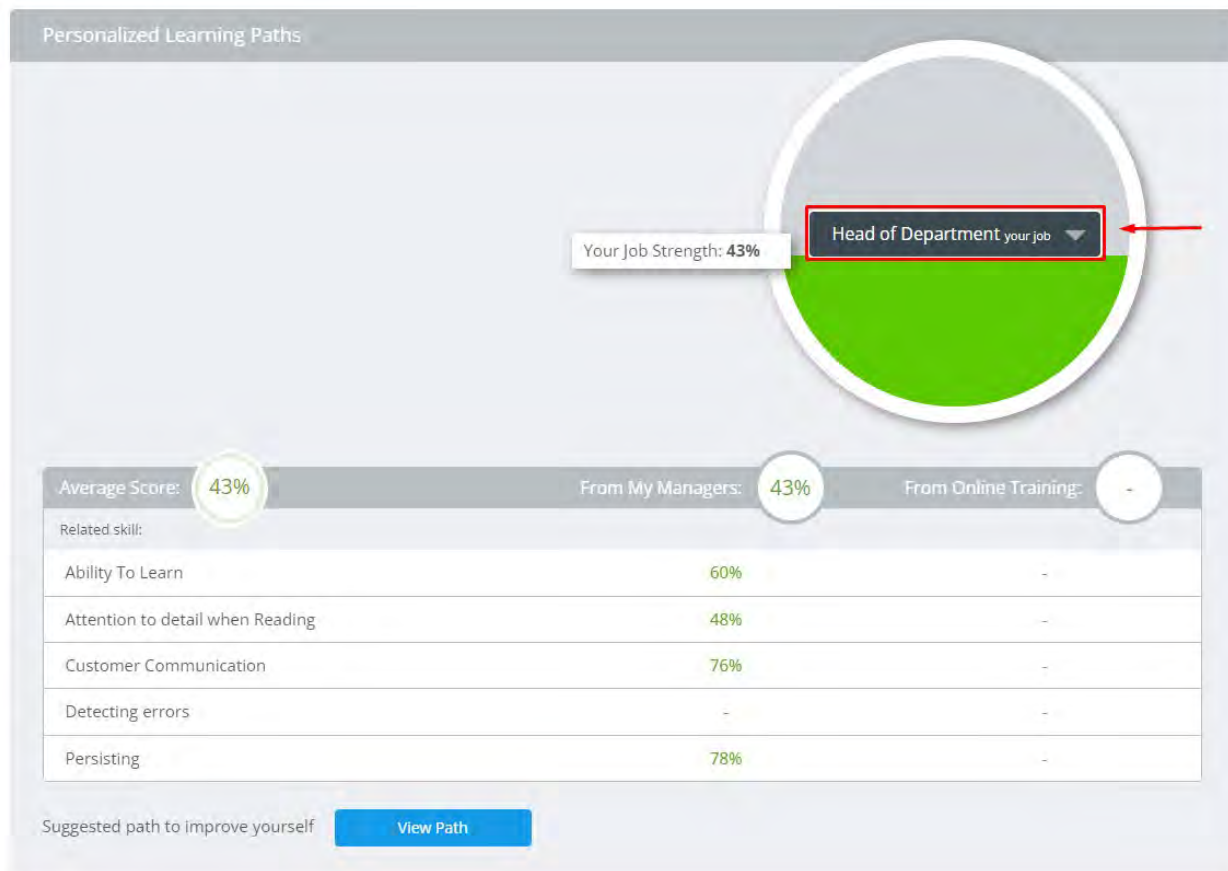 Personalized Learning Paths
Head of Department your job
Your Job Strength: 43%
Average Score: 43% From My Managers: 43% From Online Training: -
Related skill:
Ability To Learn 60% -
Attention to detail when Reading 48% -
Customer Communication 76% -
Detecting errors - -
Persisting 78% -
Suggested path to improve yourself View Path